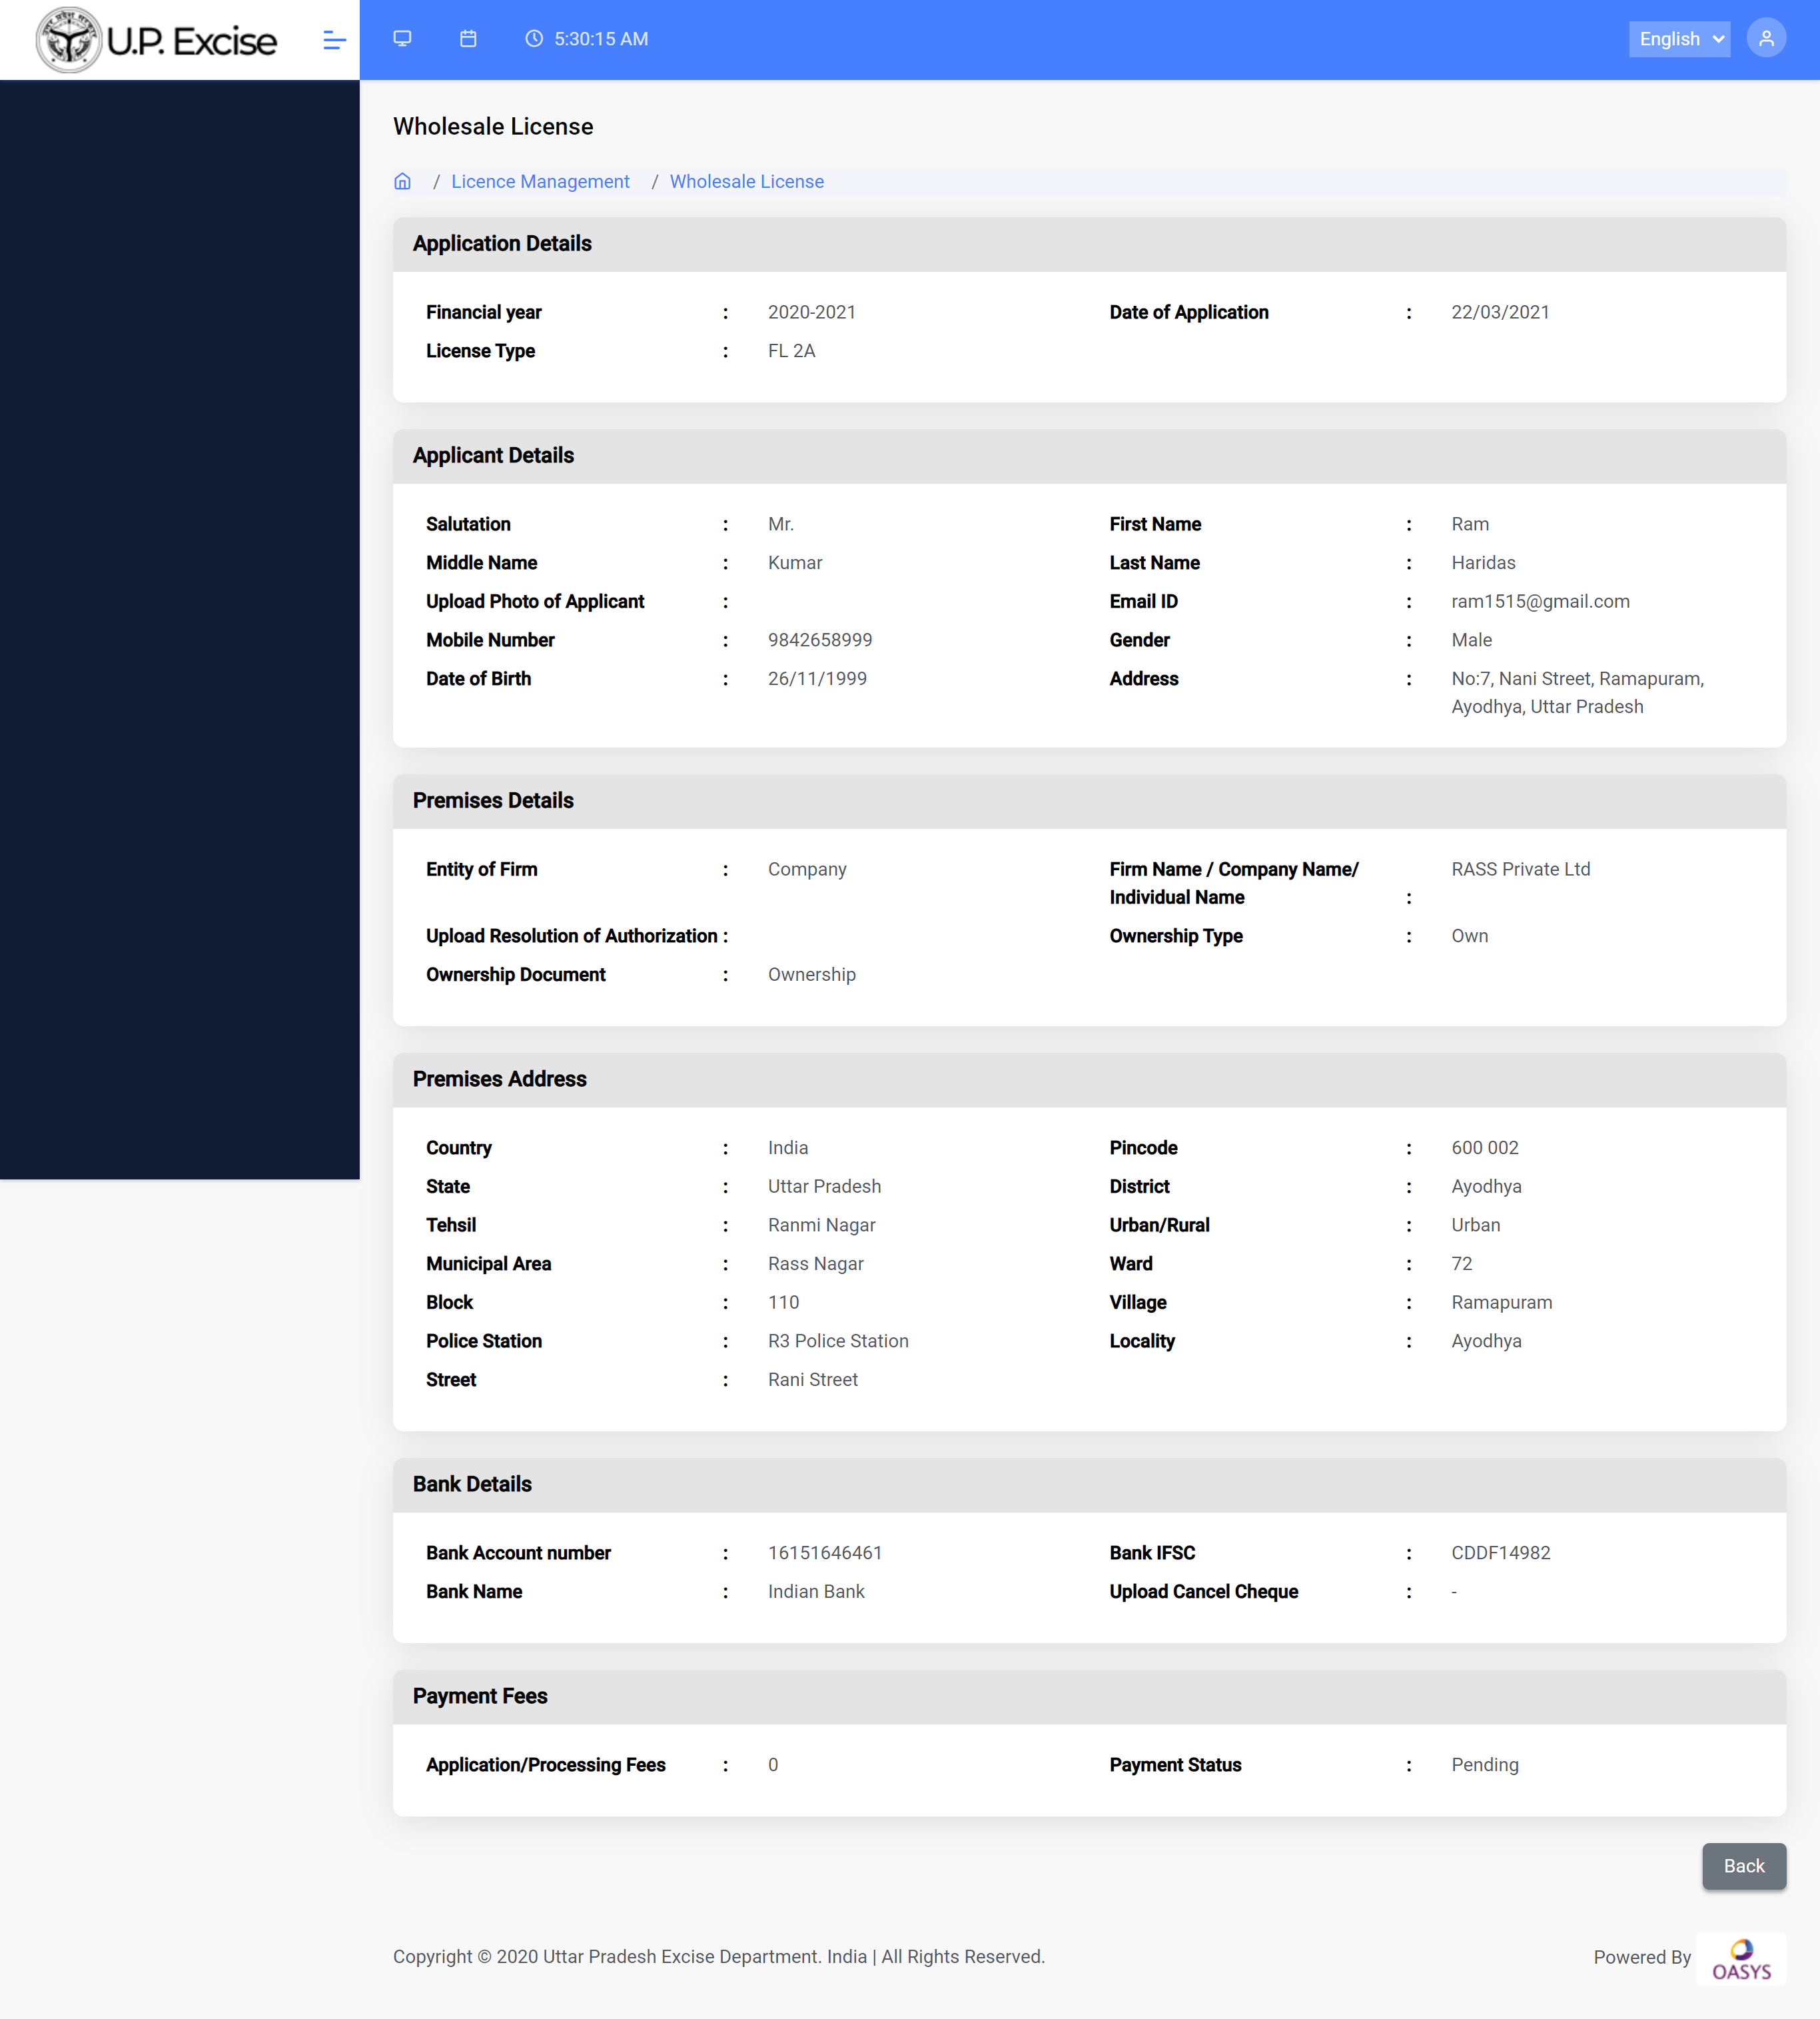 U.P. Excise
5:30:15 AM
English
Wholesale License
/ Licence Management / Wholesale License
Application Details
Financial year : 2020-2021 Date of Application : 22/03/2021
License Type : FL 2A
Applicant Details
Salutation : Mr. First Name : Ram
Middle Name : Kumar Last Name : Haridas
Upload Photo of Applicant : Email ID : ram1515@gmail.com
Mobile Number : 9842658999 Gender : Male
Date of Birth : 26/11/1999 Address : No:7, Nani Street, Ramapuram,
Ayodhya, Uttar Pradesh
Premises Details
Entity of Firm : Company Firm Name / Company Name/ RASS Private Ltd
Individual Name :
Upload Resolution of Authorization : Ownership Type : Own
Ownership Document : Ownership
Premises Address
Country : India Pincode : 600 002
State : Uttar Pradesh District : Ayodhya
Tehsil : Ranmi Nagar Urban/Rural : Urban
Municipal Area : Rass Nagar Ward : 72
Block : 110 Village : Ramapuram
Police Station : R3 Police Station Locality : Ayodhya
Street : Rani Street
Bank Details
Bank Account number : 16151646461 Bank IFSC : CDDF14982
Bank Name : Indian Bank Upload Cancel Cheque : -
Payment Fees
Application/Processing Fees : 0 Payment Status : Pending
Back
Copyright © 2020 Uttar Pradesh Excise Department. India | All Rights Reserved. Powered By OASYS